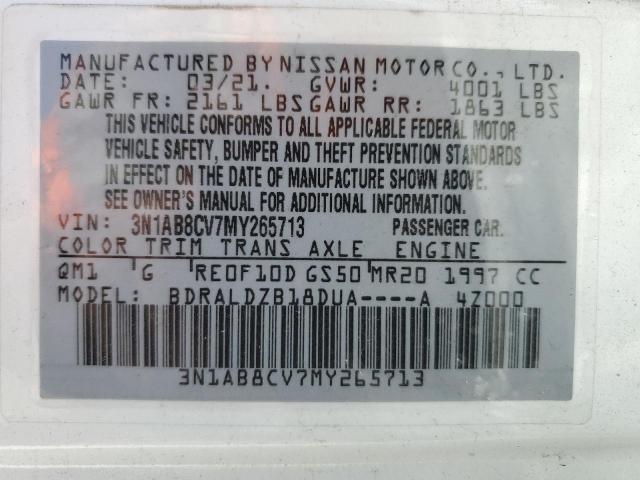 MANUFACTURED BY NISSAN MOTOR CO., LTD.
DATE: 03/21. GVWR: 4001 LBS
GAWR FR: 2161 LBS GAWR RR: 1863 LBS
THIS VEHICLE CONFORMS TO ALL APPLICABLE FEDERAL MOTOR
VEHICLE SAFETY, BUMPER AND THEFT PREVENTION STANDARDS
IN EFFECT ON THE DATE OF MANUFACTURE SHOWN ABOVE.
SEE OWNER'S MANUAL FOR ADDITIONAL INFORMATION.
VIN: 3N1AB8CV7MY265713 PASSENGER CAR.
COLOR TRIM TRANS AXLE ENGINE
QM1 G RE0F10D GS50 MR20 1997 CC
MODEL: BDRALDZB18DUA----A 4Z000
3N1AB8CV7MY265713